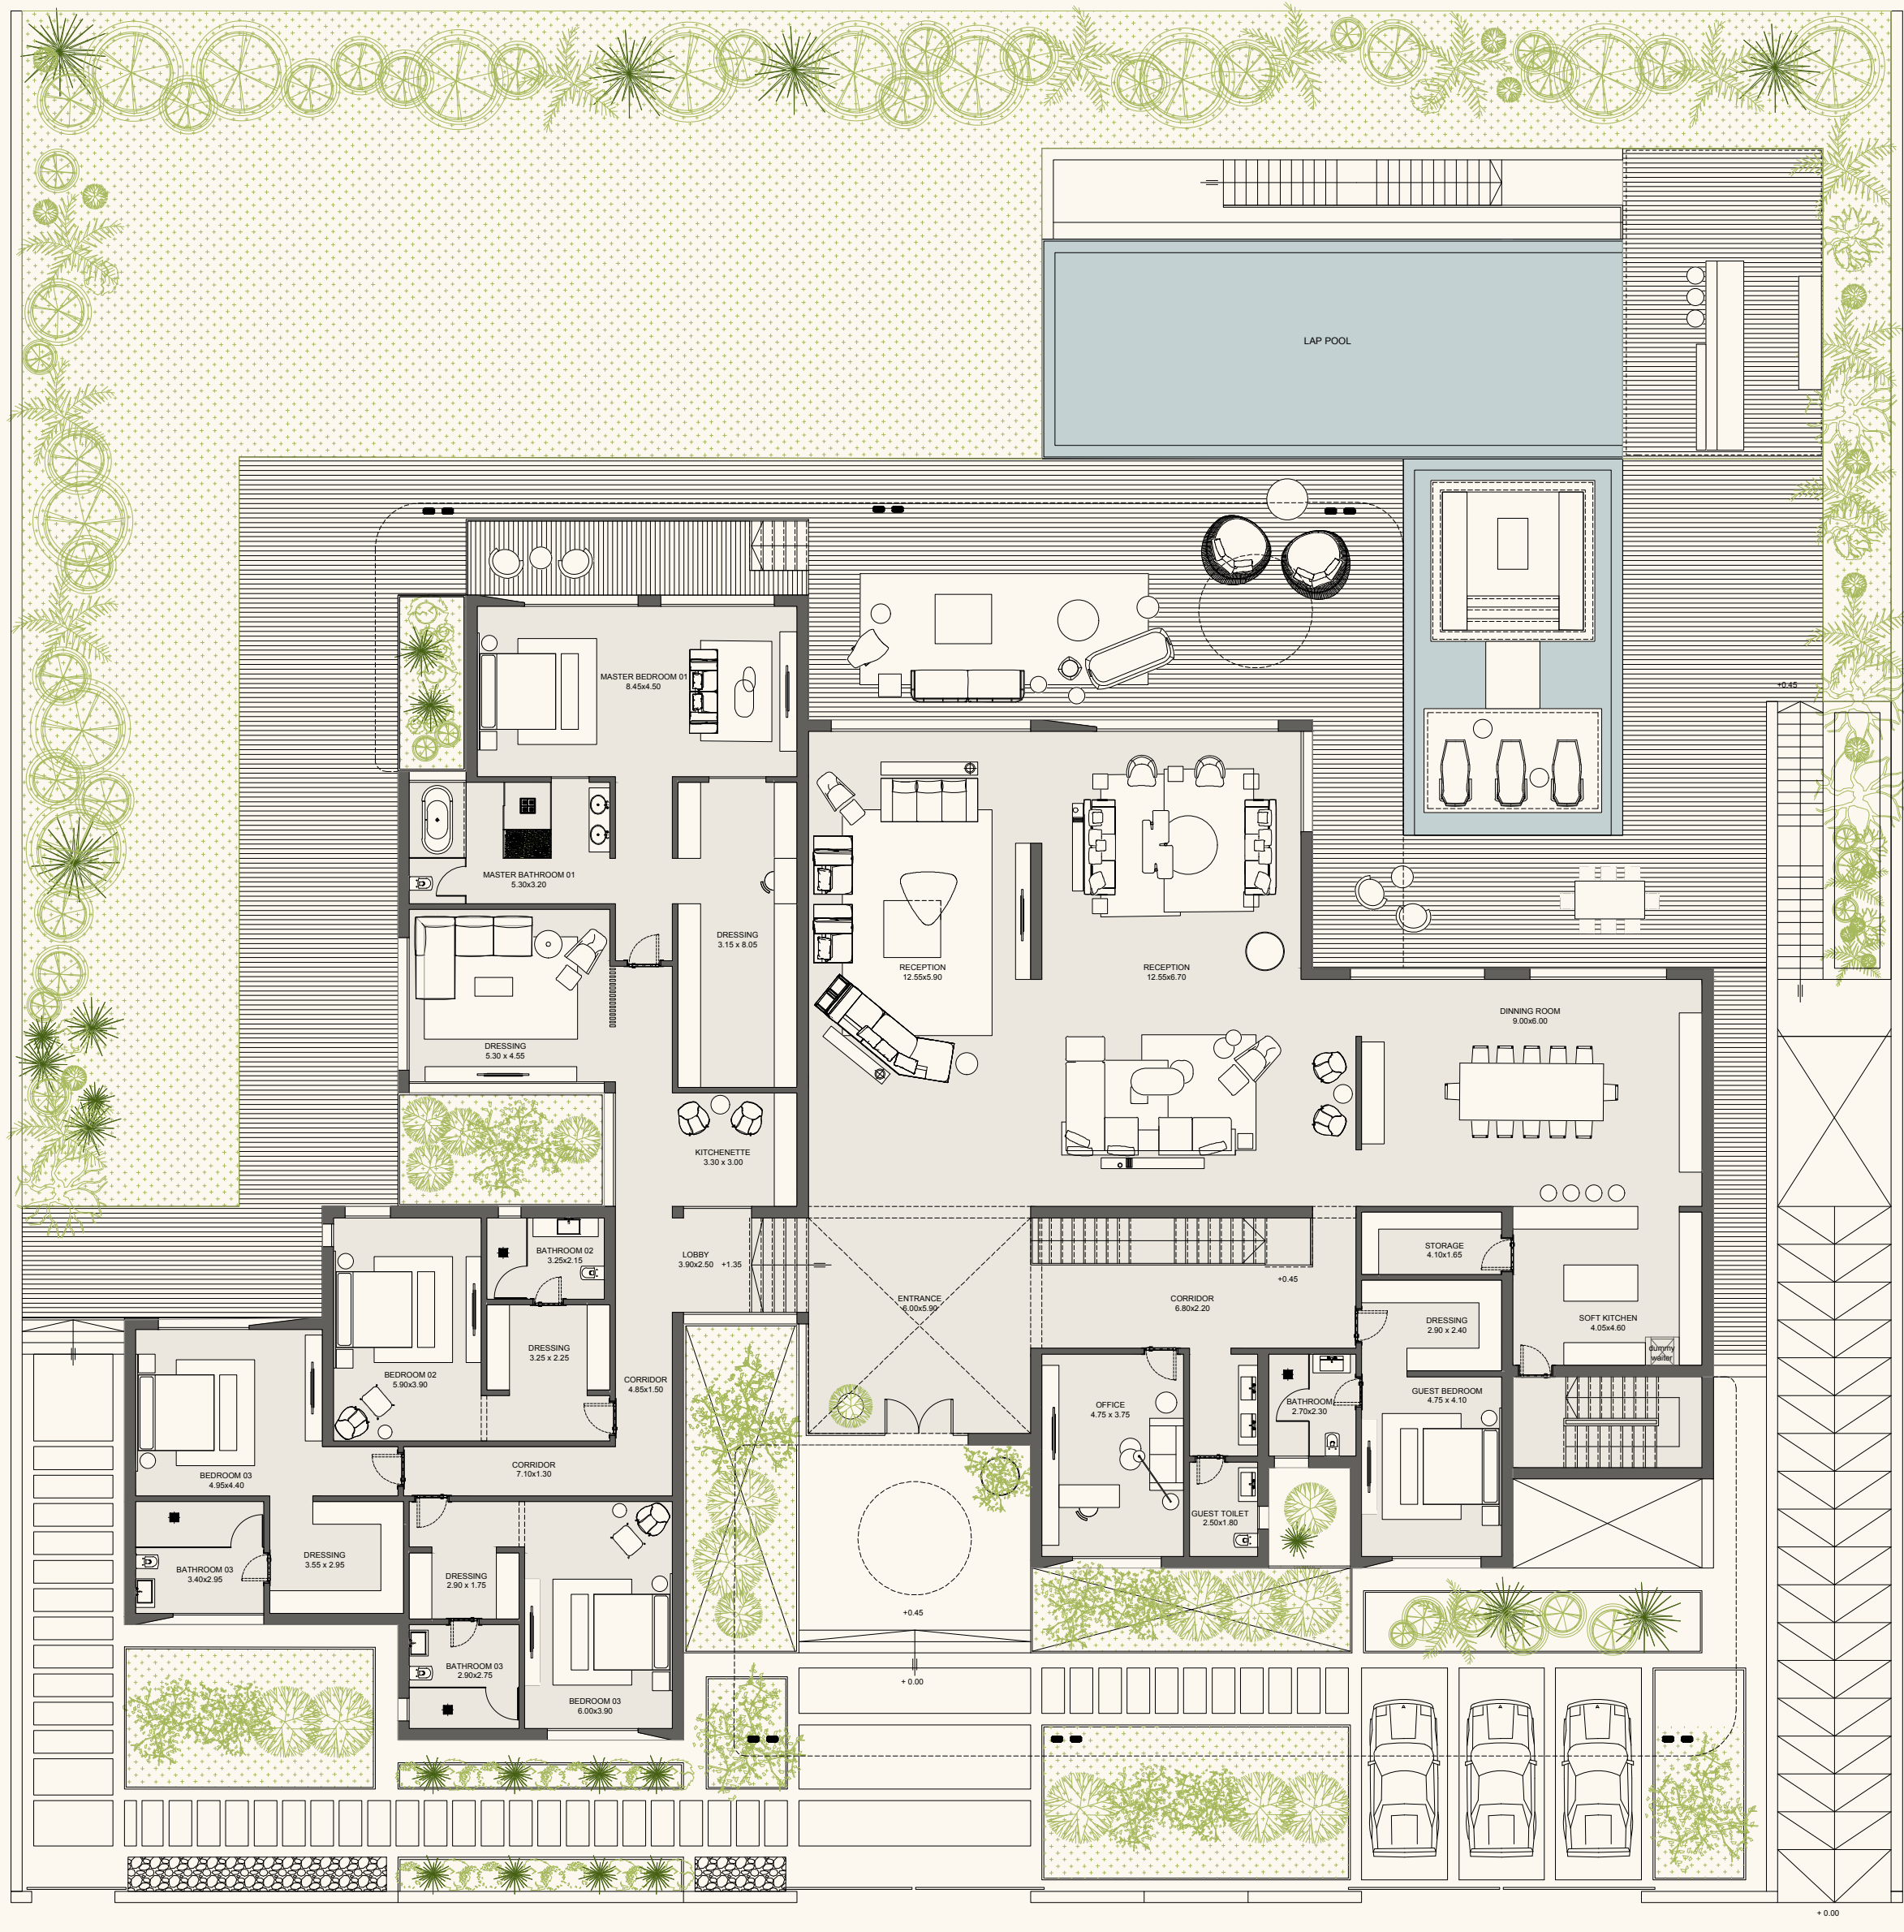 LAP POOL
MASTER BEDROOM 01
8.45x4.50
+0.45
MASTER BATHROOM 01
5.30x3.20
DRESSING
3.15 x 8.05
RECEPTION
12.55x5.90
RECEPTION
12.55x6.70
DINNING ROOM
9.00x6.00
DRESSING
5.30 x 4.55
KITCHENETTE
3.30 x 3.00
BATHROOM 02
3.25x2.15
LOBBY
3.90x2.50
+1.35
STORAGE
4.10x1.65
+0.45
ENTRANCE
6.00x5.90
CORRIDOR
6.80x2.20
DRESSING
2.90 x 2.40
SOFT KITCHEN
4.05x4.60
dummy
waiter
DRESSING
3.25 x 2.25
BEDROOM 02
5.90x3.90
CORRIDOR
4.85x1.50
OFFICE
4.75 x 3.75
BATHROOM
2.70x2.30
GUEST BEDROOM
4.75 x 4.10
BEDROOM 03
4.95x4.40
CORRIDOR
7.10x1.30
GUEST TOILET
2.50x1.80
BATHROOM 03
3.40x2.95
DRESSING
3.55 x 2.95
DRESSING
2.90 x 1.75
+0.45
BATHROOM 03
2.90x2.75
BEDROOM 03
6.00x3.90
+ 0.00
+ 0.00